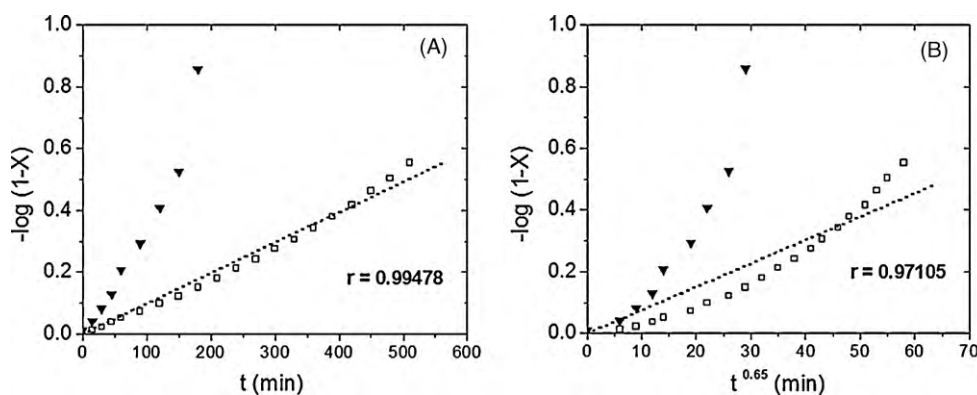 (A)
-log (1-X)
1.0
0.8
0.6
0.4
0.2
0.0
r = 0.99478
0 100 200 300 400 500 600
t (min)
(B)
-log (1-X)
1.0
0.8
0.6
0.4
0.2
0.0
r = 0.97105
0 10 20 30 40 50 60 70
t^0.65 (min)